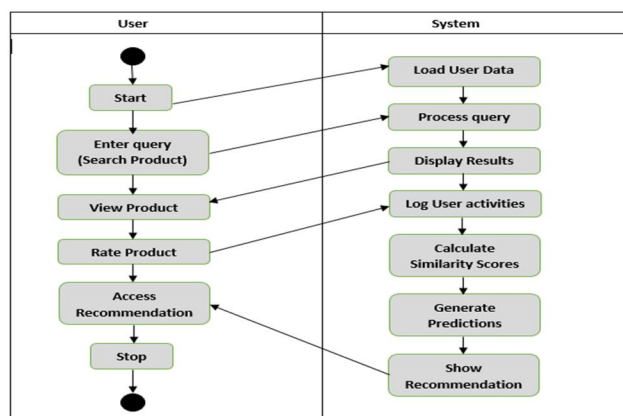 User
System
Start
Enter query
(Search Product)
View Product
Rate Product
Access
Recommendation
Stop
Load User Data
Process query
Display Results
Log User activities
Calculate
Similarity Scores
Generate
Predictions
Show
Recommendation